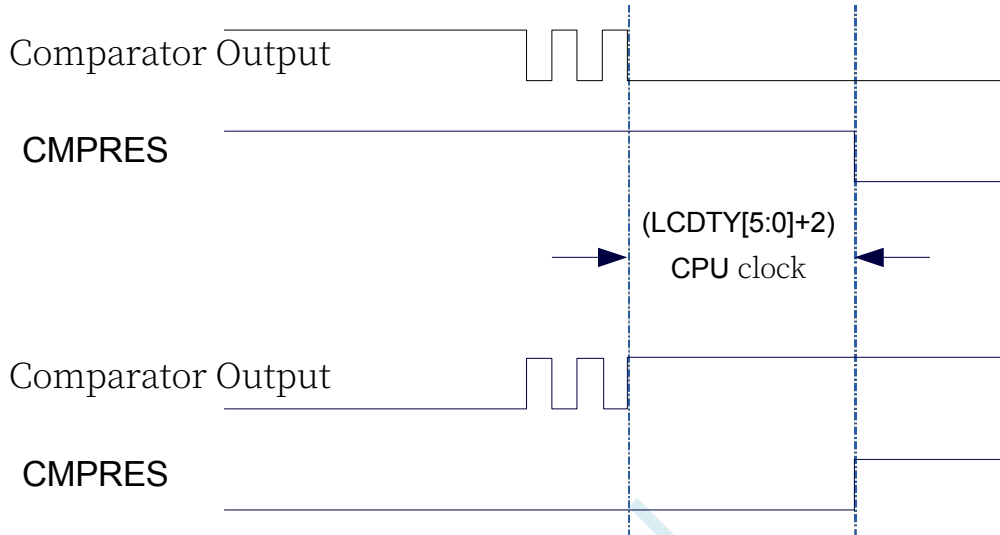 Comparator Output
CMPRES
(LCDTY[5:0]+2)
CPU clock
Comparator Output
CMPRES